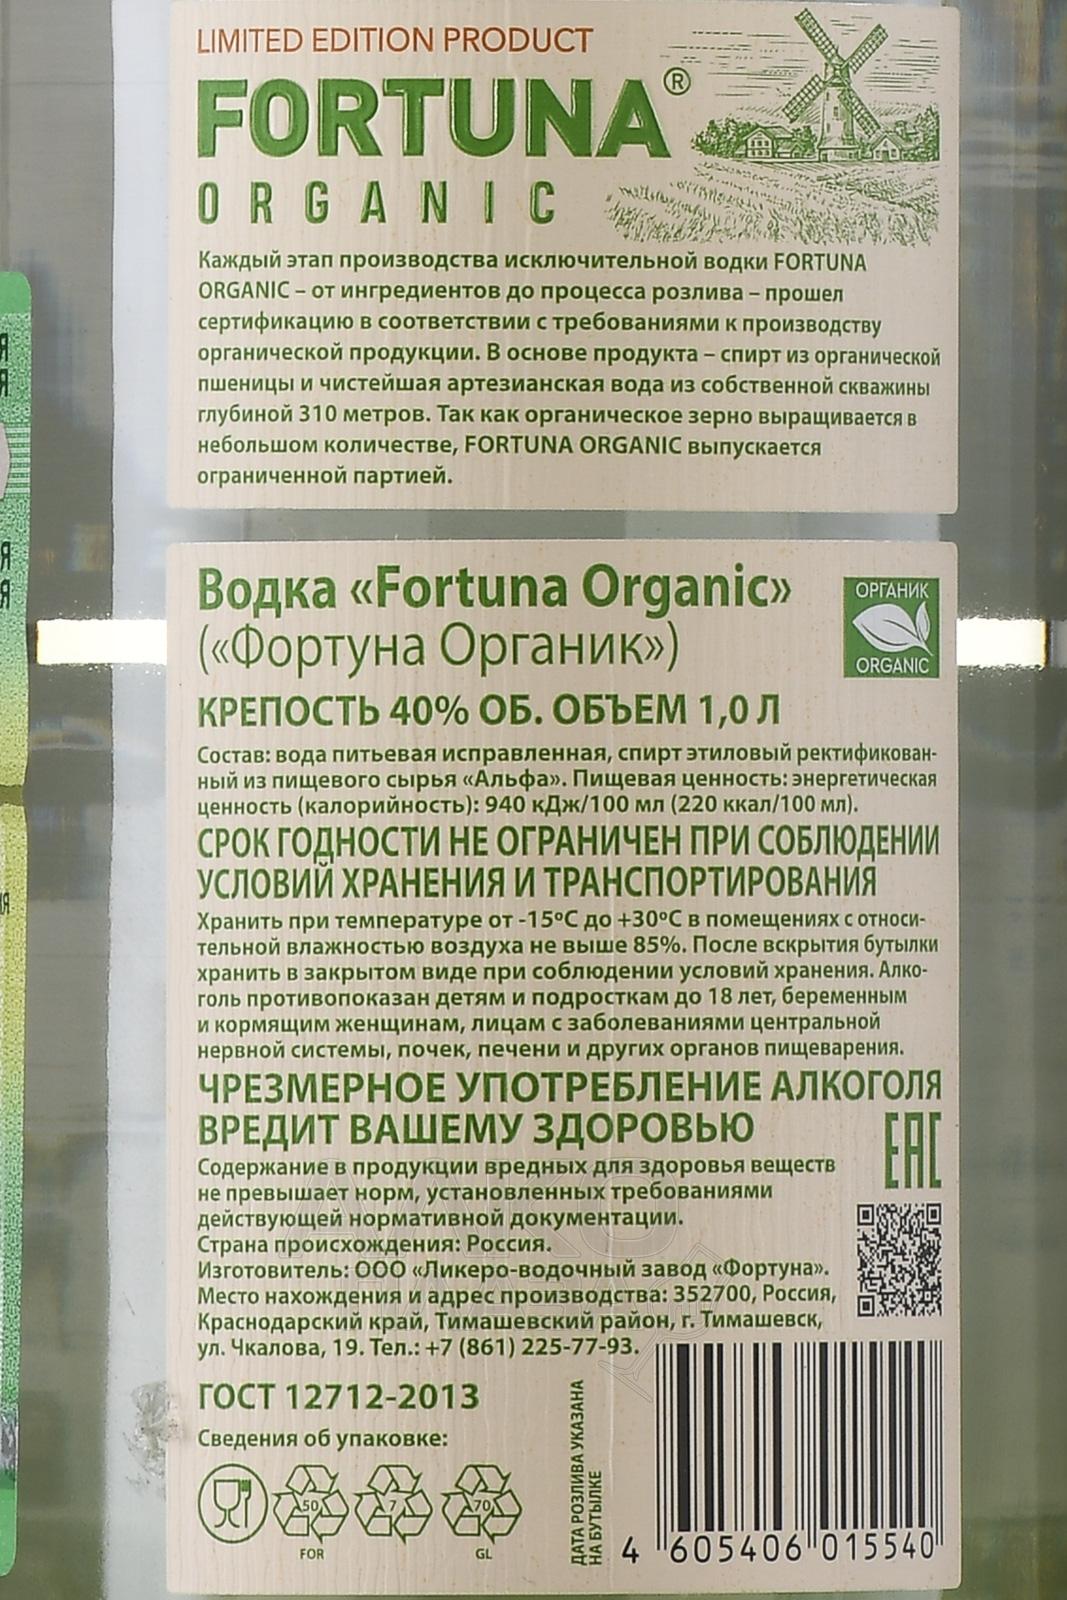 LIMITED EDITION PRODUCT
FORTUNA®
ORGANIC
Каждый этап производства исключительной водки FORTUNA
ORGANIC – от ингредиентов до процесса розлива – прошел
сертификацию в соответствии с требованиями к производству
органической продукции. В основе продукта – спирт из органической
пшеницы и чистейшая артезианская вода из собственной скважины
глубиной 310 метров. Так как органическое зерно выращивается в
небольшом количестве, FORTUNA ORGANIC выпускается
ограниченной партией.
Водка «Fortuna Organic»
(«Фортуна Органик»)
ОРГАНИК
ORGANIC
КРЕПОСТЬ 40% ОБ. ОБЪЕМ 1,0 Л
Состав: вода питьевая исправленная, спирт этиловый ректификован-
ный из пищевого сырья «Альфа». Пищевая ценность: энергетическая
ценность (калорийность): 940 кДж/100 мл (220 ккал/100 мл).
СРОК ГОДНОСТИ НЕ ОГРАНИЧЕН ПРИ СОБЛЮДЕНИИ
УСЛОВИЙ ХРАНЕНИЯ И ТРАНСПОРТИРОВАНИЯ
Хранить при температуре от -15ºС до +30ºС в помещениях с относи-
тельной влажностью воздуха не выше 85%. После вскрытия бутылки
хранить в закрытом виде при соблюдении условий хранения. Алко-
голь противопоказан детям и подросткам до 18 лет, беременным
и кормящим женщинам, лицам с заболеваниями центральной
нервной системы, почек, печени и других органов пищеварения.
ЧРЕЗМЕРНОЕ УПОТРЕБЛЕНИЕ АЛКОГОЛЯ
ВРЕДИТ ВАШЕМУ ЗДОРОВЬЮ
EAC
Содержание в продукции вредных для здоровья веществ
не превышает норм, установленных требованиями
действующей нормативной документации.
Страна происхождения: Россия.
Изготовитель: ООО «Ликеро-водочный завод «Фортуна».
Место нахождения и адрес производства: 352700, Россия,
Краснодарский край, Тимашевский район, г. Тимашевск,
ул. Чкалова, 19. Тел.: +7 (861) 225-77-93.
ГОСТ 12712-2013
Сведения об упаковке:
50 7 70
FOR GL
ДАТА РОЗЛИВА УКАЗАНА
НА БУТЫЛКЕ
4 605406 015540